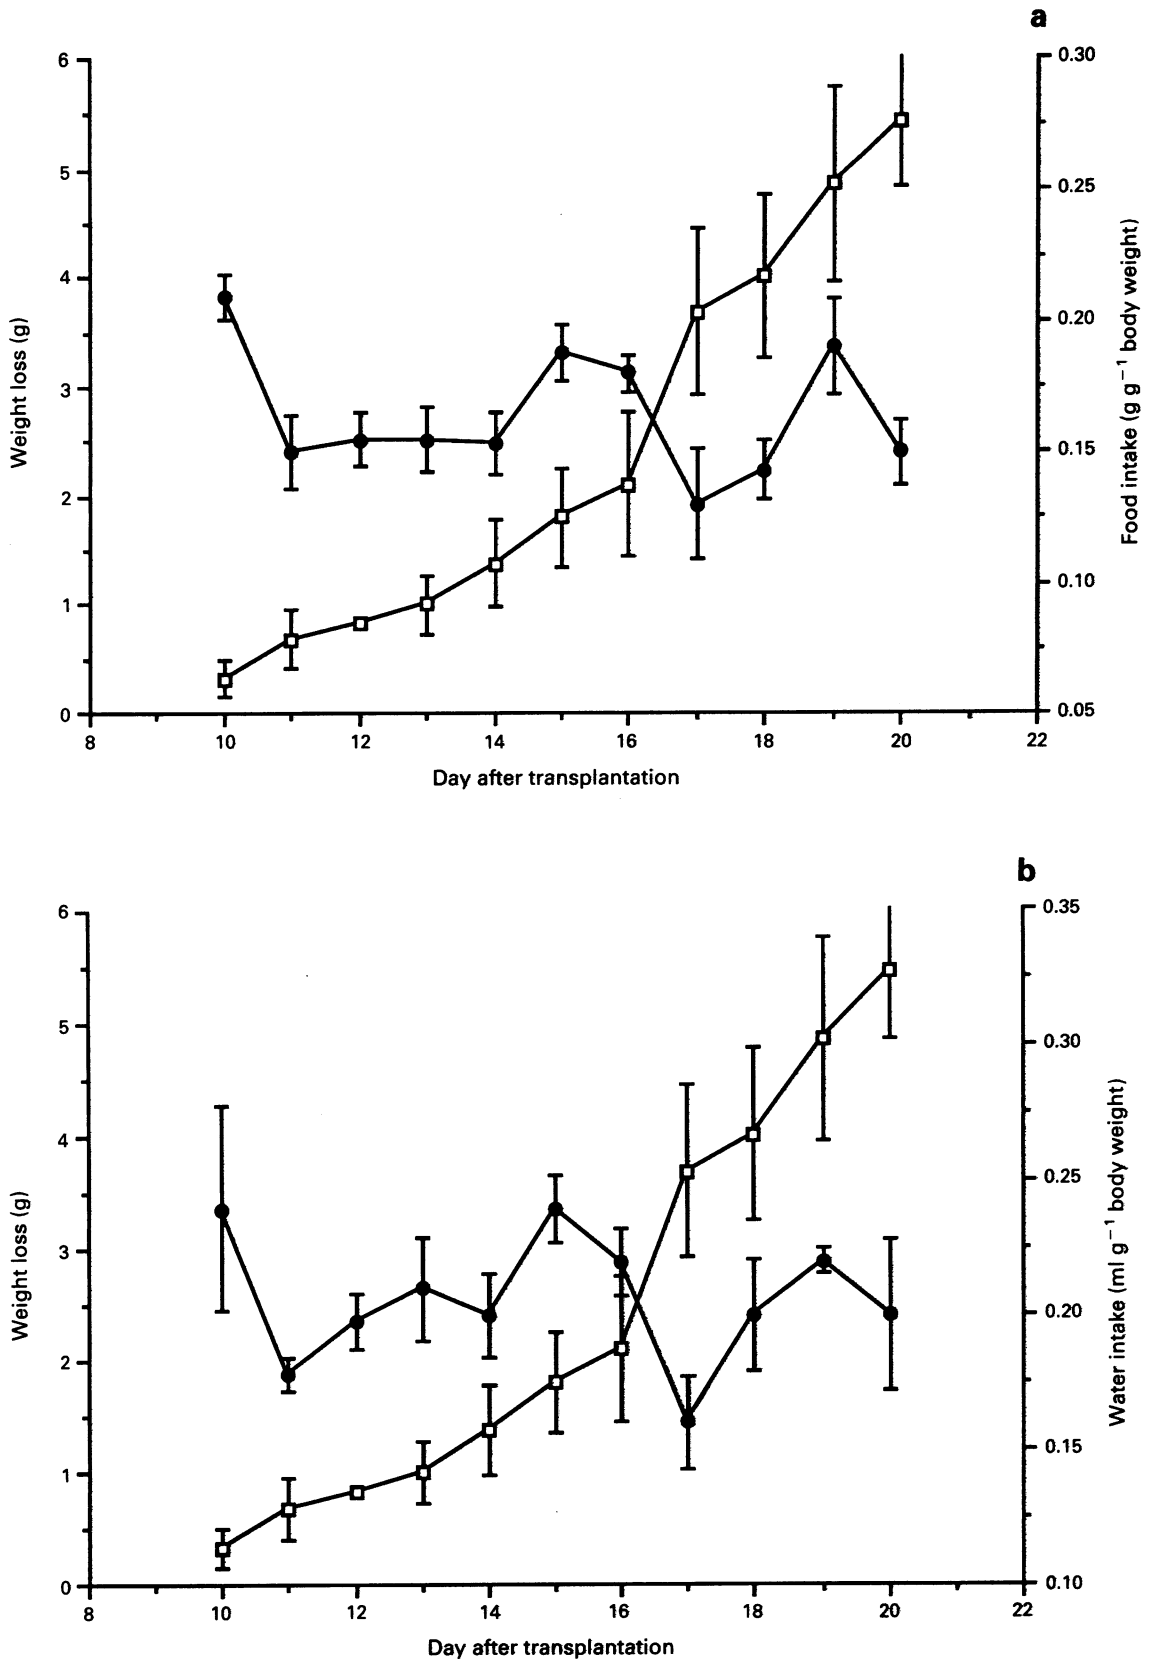 a
6
5
4
3
2
1
0
Weight loss (g)
0.30
0.25
0.20
0.15
0.10
0.05
Food intake (g g⁻¹ body weight)
8 10 12 14 16 18 20 22
Day after transplantation
b
6
5
4
3
2
1
0
Weight loss (g)
0.35
0.30
0.25
0.20
0.15
0.10
Water intake (ml g⁻¹ body weight)
8 10 12 14 16 18 20 22
Day after transplantation